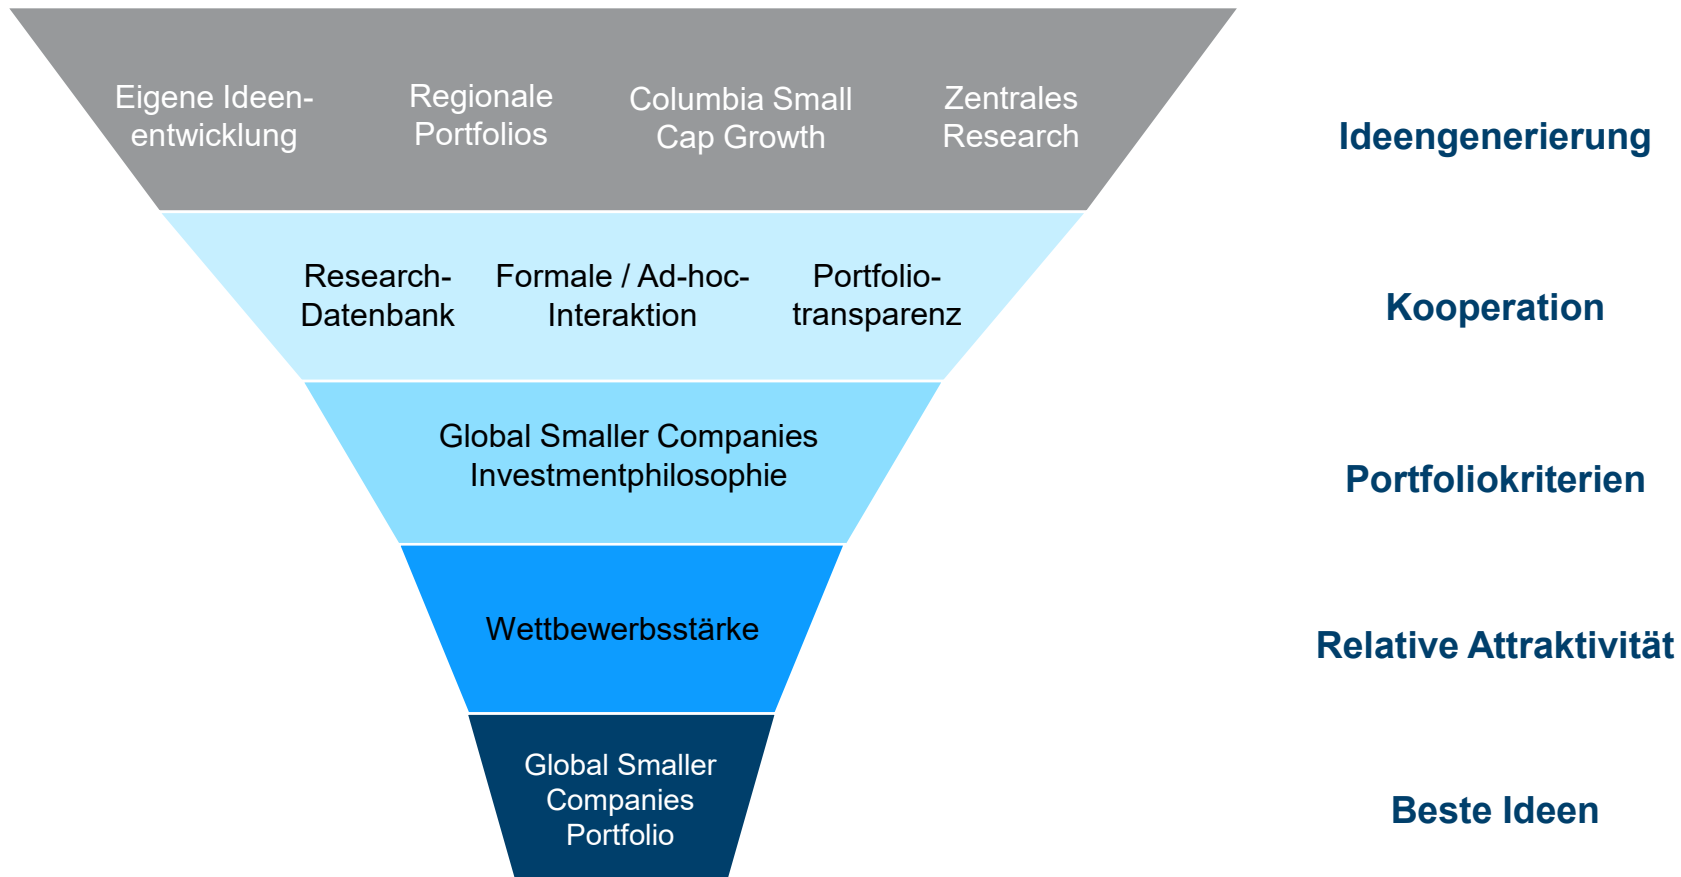 Eigene Ideen-
entwicklung
Regionale
Portfolios
Columbia Small
Cap Growth
Zentrales
Research
Ideengenerierung
Research-
Datenbank
Formale / Ad-hoc-
Interaktion
Portfolio-
transparenz
Kooperation
Global Smaller Companies
Investmentphilosophie
Portfoliokriterien
Wettbewerbsstärke
Relative Attraktivität
Global Smaller
Companies
Portfolio
Beste Ideen